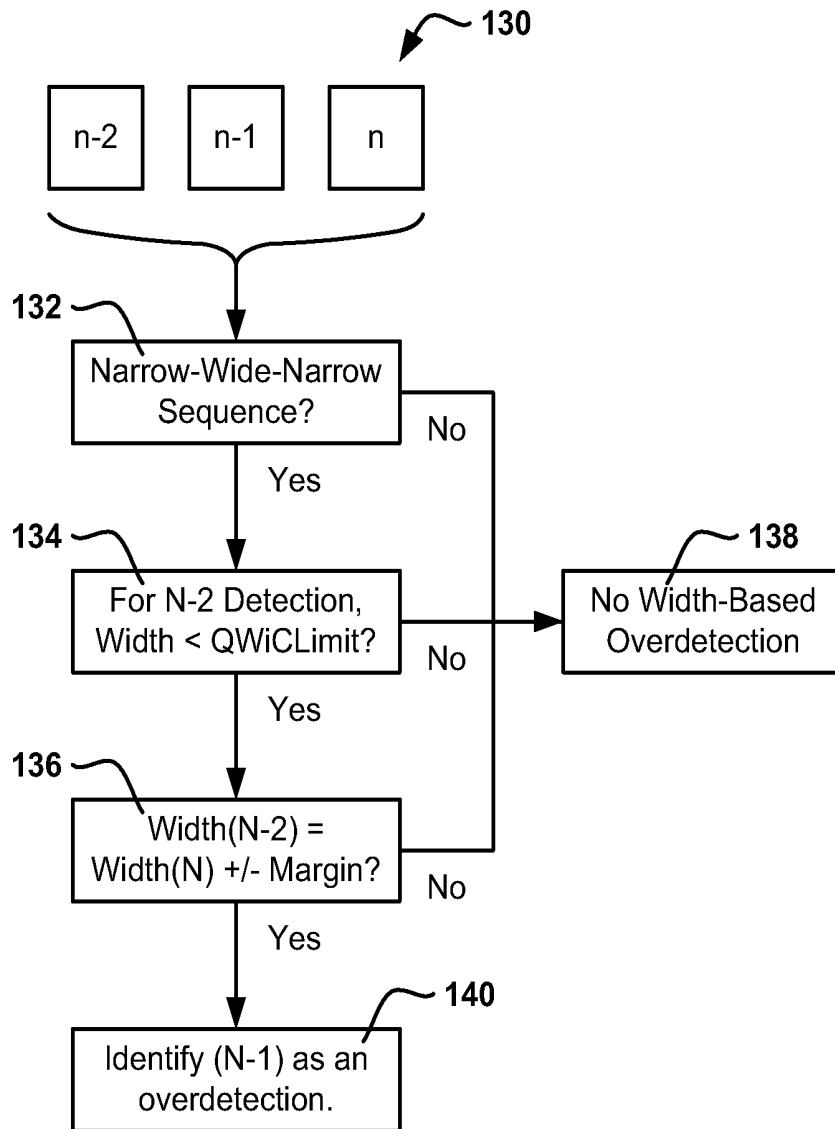 130
n-2
n-1
n
132
Narrow-Wide-Narrow
Sequence?
No
Yes
134
For N-2 Detection,
Width < QWiCLimit?
No
Yes
138
No Width-Based
Overdetection
136
Width(N-2) =
Width(N) +/- Margin?
No
Yes
140
Identify (N-1) as an
overdetection.